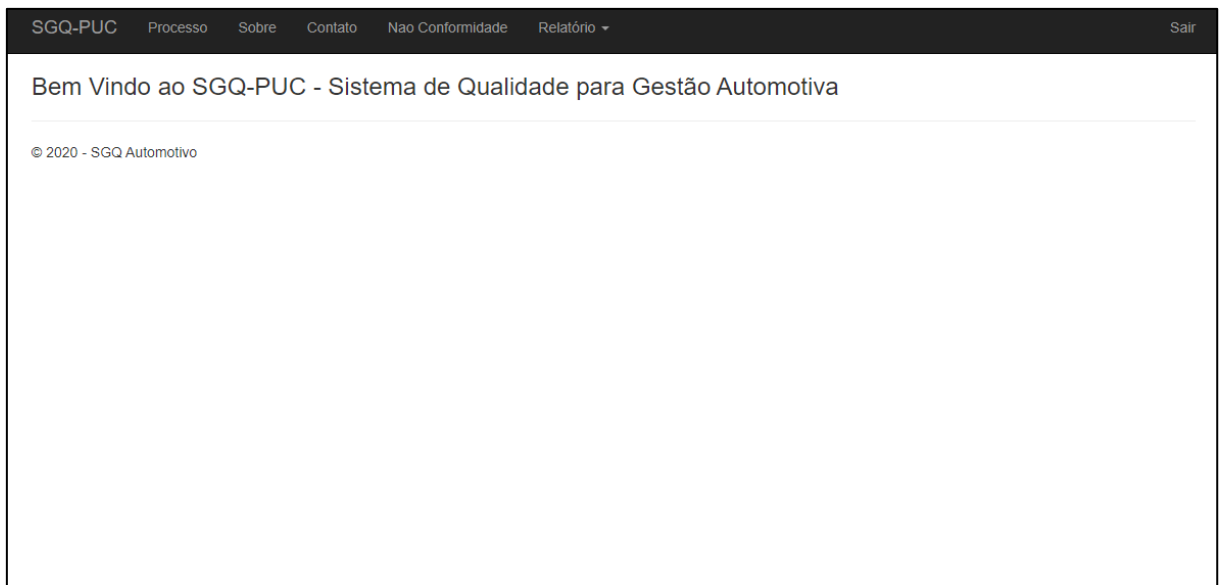 SGQ-PUC Processo Sobre Contato Nao Conformidade Relatório Sair
Bem Vindo ao SGQ-PUC - Sistema de Qualidade para Gestão Automotiva
© 2020 - SGQ Automotivo